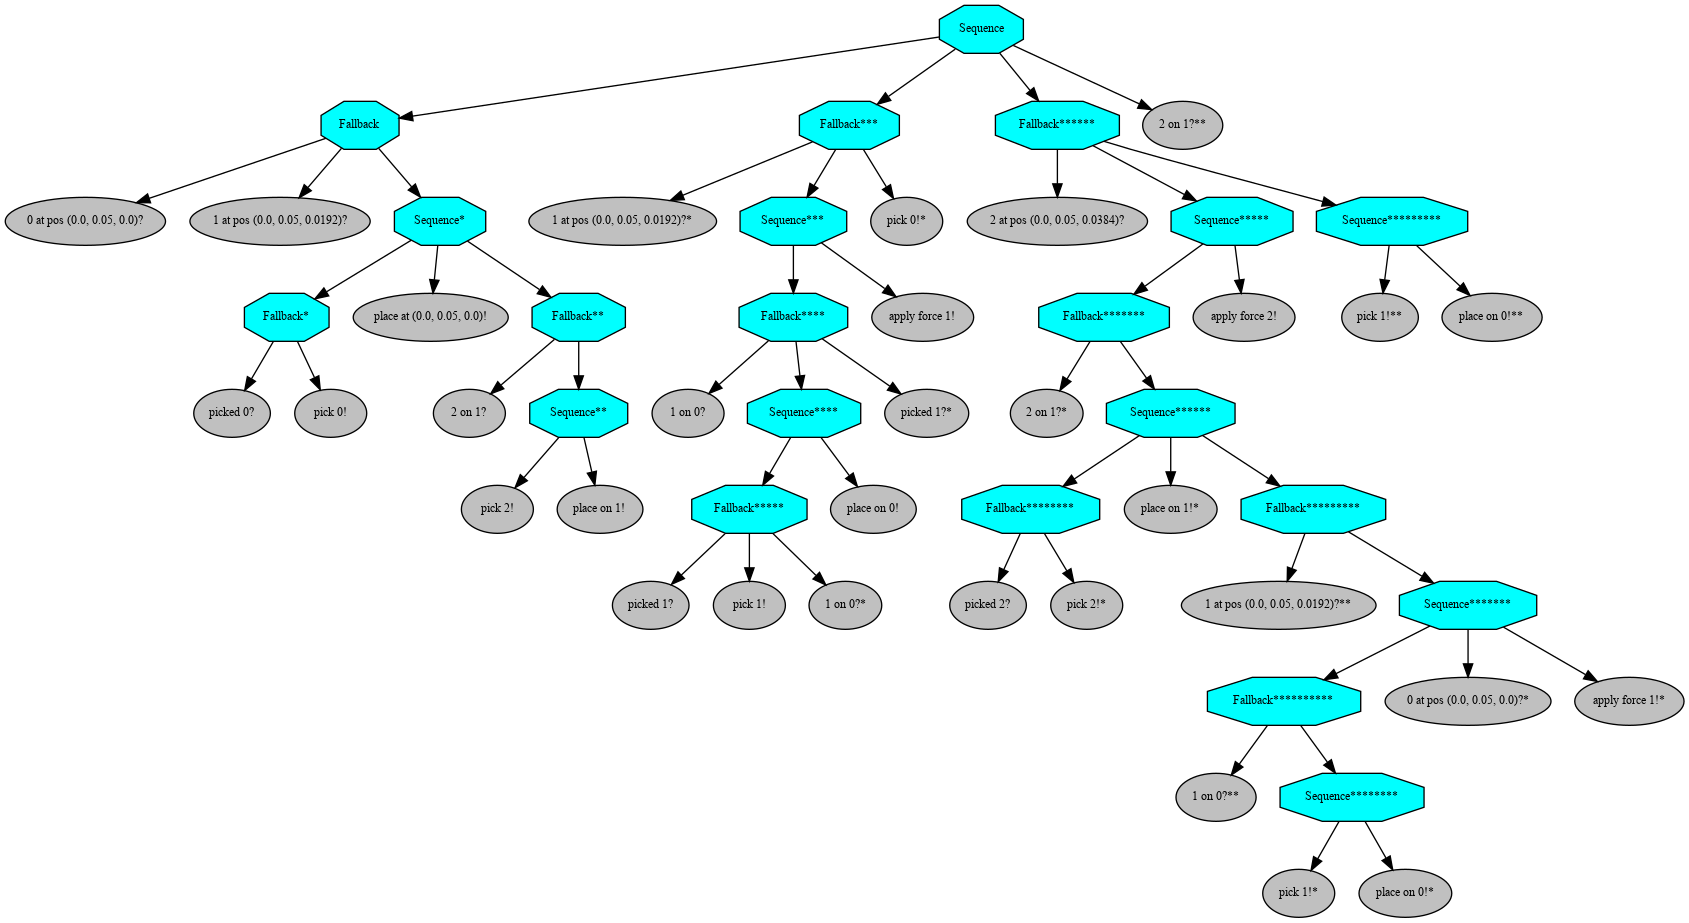 Sequence
Fallback
Fallback***
Fallback******
2 on 1?**
0 at pos (0.0, 0.05, 0.0)?
1 at pos (0.0, 0.05, 0.0192)?
Sequence*
1 at pos (0.0, 0.05, 0.0192)?*
Sequence***
pick 0!*
2 at pos (0.0, 0.05, 0.0384)?
Sequence*****
Sequence*********
Fallback*
place at (0.0, 0.05, 0.0)!
Fallback**
Fallback****
apply force 1!
Fallback*******
apply force 2!
pick 1!**
place on 0!**
picked 0?
pick 0!
2 on 1?
Sequence**
1 on 0?
Sequence****
picked 1?*
2 on 1?*
Sequence******
pick 2!
place on 1!
Fallback*****
place on 0!
Fallback********
place on 1!*
Fallback*********
picked 1?
pick 1!
1 on 0?*
picked 2?
pick 2!*
1 at pos (0.0, 0.05, 0.0192)?**
Sequence*******
Fallback**********
0 at pos (0.0, 0.05, 0.0)?*
apply force 1!*
1 on 0?**
Sequence********
pick 1!*
place on 0!*